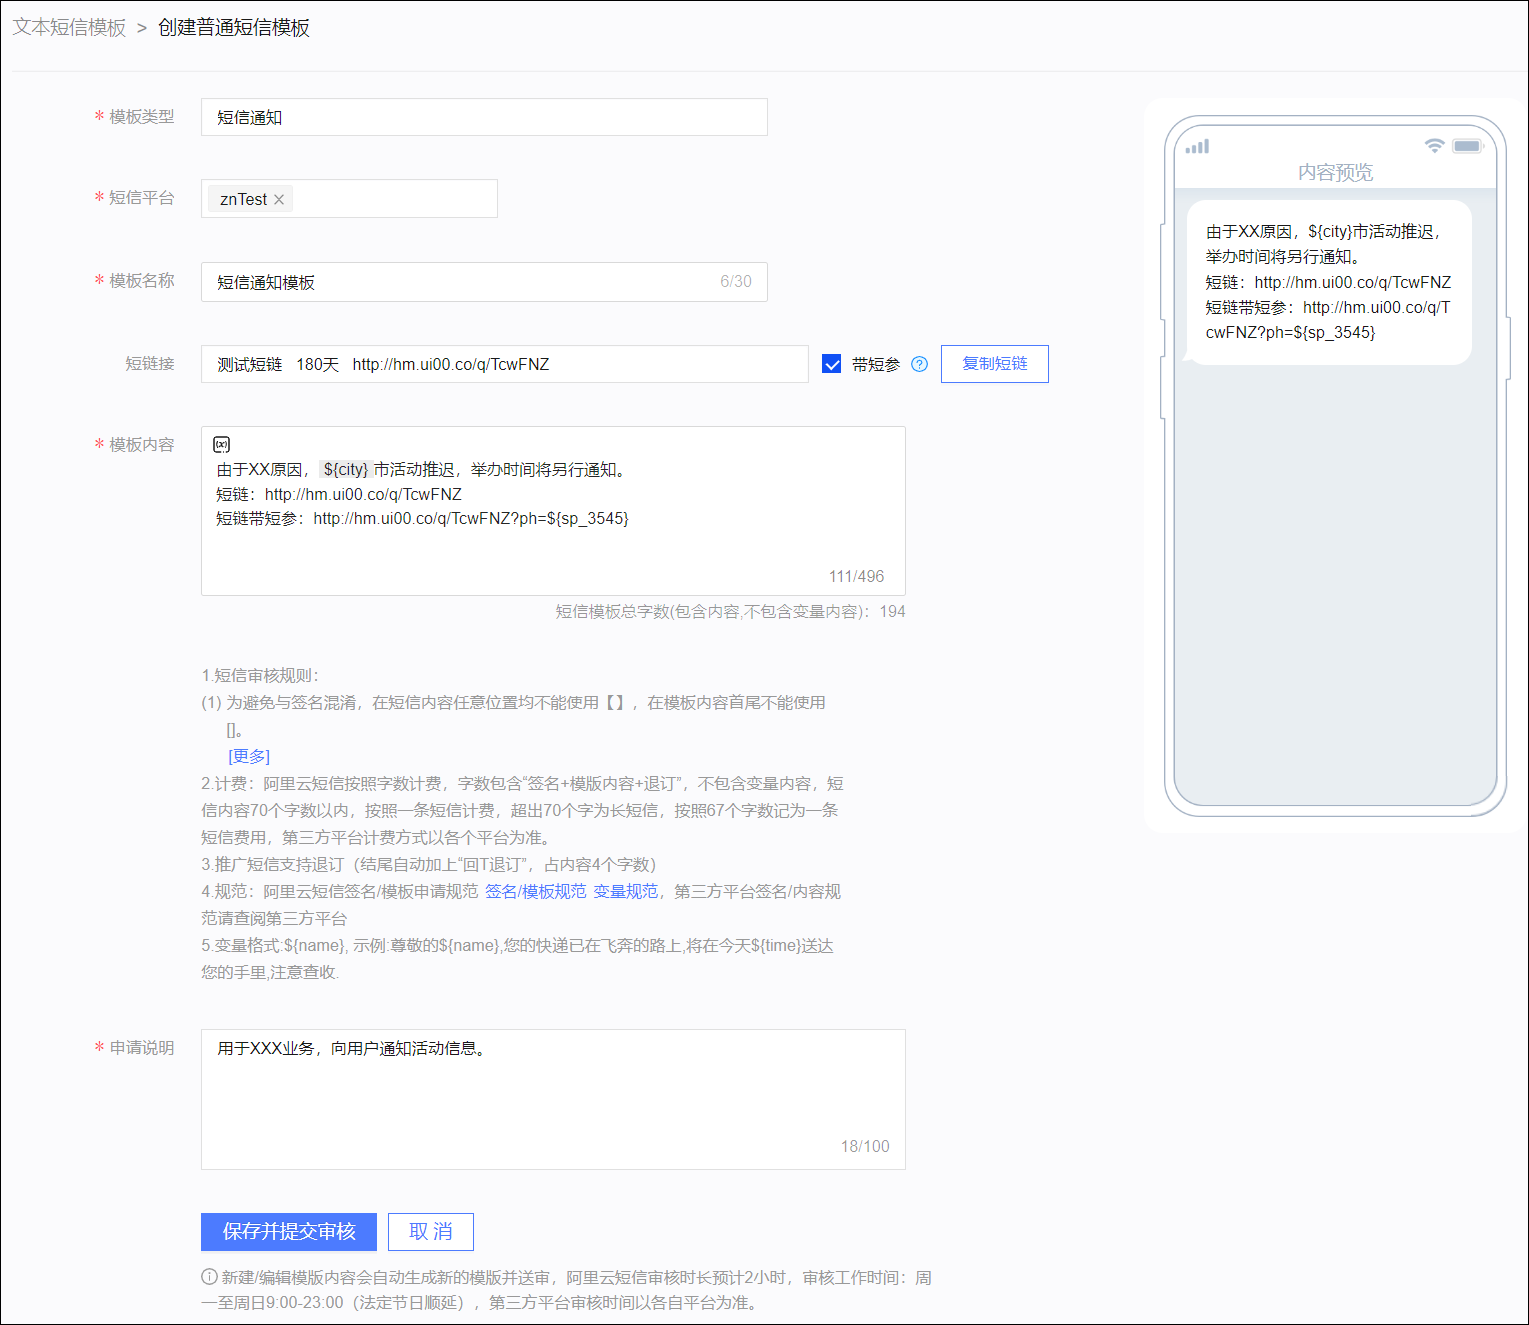 文本短信模板 > 创建普通短信模板
* 模板类型 短信通知
* 短信平台 znTest ×
* 模板名称 短信通知模板 6/30
短链接 测试短链 180天 http://hm.ui00.co/q/TcwFNZ 带短参 ? 复制短链
* 模板内容
(x)
由于XX原因，${city}市活动推迟，举办时间将另行通知。
短链：http://hm.ui00.co/q/TcwFNZ
短链带短参：http://hm.ui00.co/q/TcwFNZ?ph=${sp_3545}
111/496
短信模板总字数(包含内容,不包含变量内容)：194
1.短信审核规则：
(1) 为避免与签名混淆，在短信内容任意位置均不能使用【】，在模板内容首尾不能使用
[]。
[更多]
2.计费：阿里云短信按照字数计费，字数包含“签名+模版内容+退订”，不包含变量内容，短
信内容70个字数以内，按照一条短信计费，超出70个字为长短信，按照67个字数记为一条
短信费用，第三方平台计费方式以各个平台为准。
3.推广短信支持退订（结尾自动加上“回T退订”，占内容4个字数）
4.规范：阿里云短信签名/模板申请规范 签名/模板规范 变量规范，第三方平台签名/内容规
范请查阅第三方平台
5.变量格式:${name}, 示例:尊敬的${name},您的快递已在飞奔的路上,将在今天${time}送达
您的手里,注意查收.
* 申请说明
用于XXX业务，向用户通知活动信息。
18/100
保存并提交审核 取 消
新建/编辑模版内容会自动生成新的模版并送审，阿里云短信审核时长预计2小时，审核工作时间：周
一至周日9:00-23:00（法定节日顺延），第三方平台审核时间以各自平台为准。
内容预览
由于XX原因，${city}市活动推迟，
举办时间将另行通知。
短链：http://hm.ui00.co/q/TcwFNZ
短链带短参：http://hm.ui00.co/q/T
cwFNZ?ph=${sp_3545}